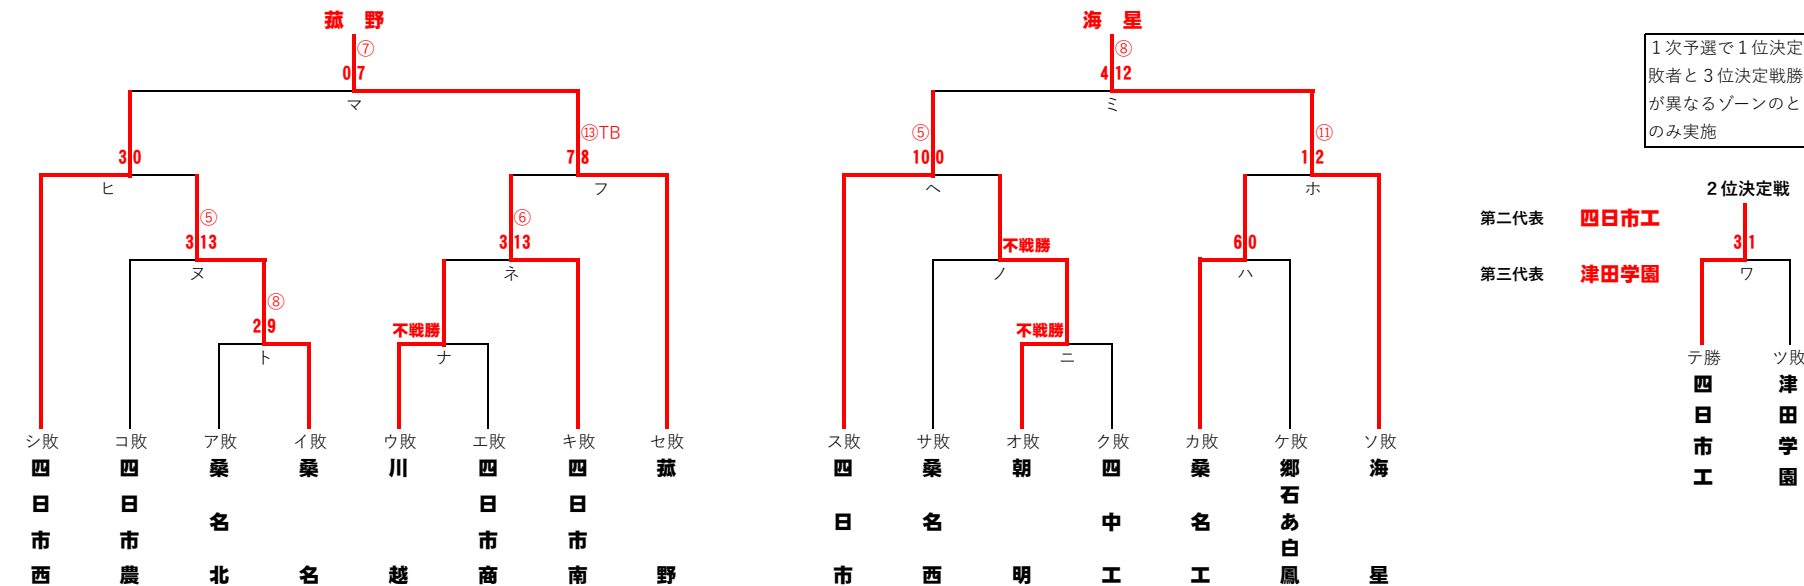 菰 野
⑦
0 7
マ
⑬TB
3 0
7 8
ヒ
フ
⑤
⑥
3 13
3 13
ヌ
ネ
⑧
2 9
不戦勝
ト
ナ
シ敗
コ敗
ア敗
イ敗
ウ敗
エ敗
キ敗
セ敗
四日市西
四日市農
桑名北
桑名
川越
四日市商
四日市南
菰野
海 星
⑧
4 12
ミ
⑤
⑪
10 0
1 2
ヘ
ホ
不戦勝
6 0
ノ
ハ
不戦勝
ニ
ス敗
サ敗
オ敗
ク敗
カ敗
ケ敗
ソ敗
四日市
桑名西
朝明
四中工
桑名工
郷石あ白鳳
海星
1次予選で1位決定
敗者と3位決定戦勝
が異なるゾーンのと
のみ実施
2位決定戦
第二代表 四日市工
3 1
第三代表 津田学園
ワ
テ勝
ツ敗
四日市工
津田学園